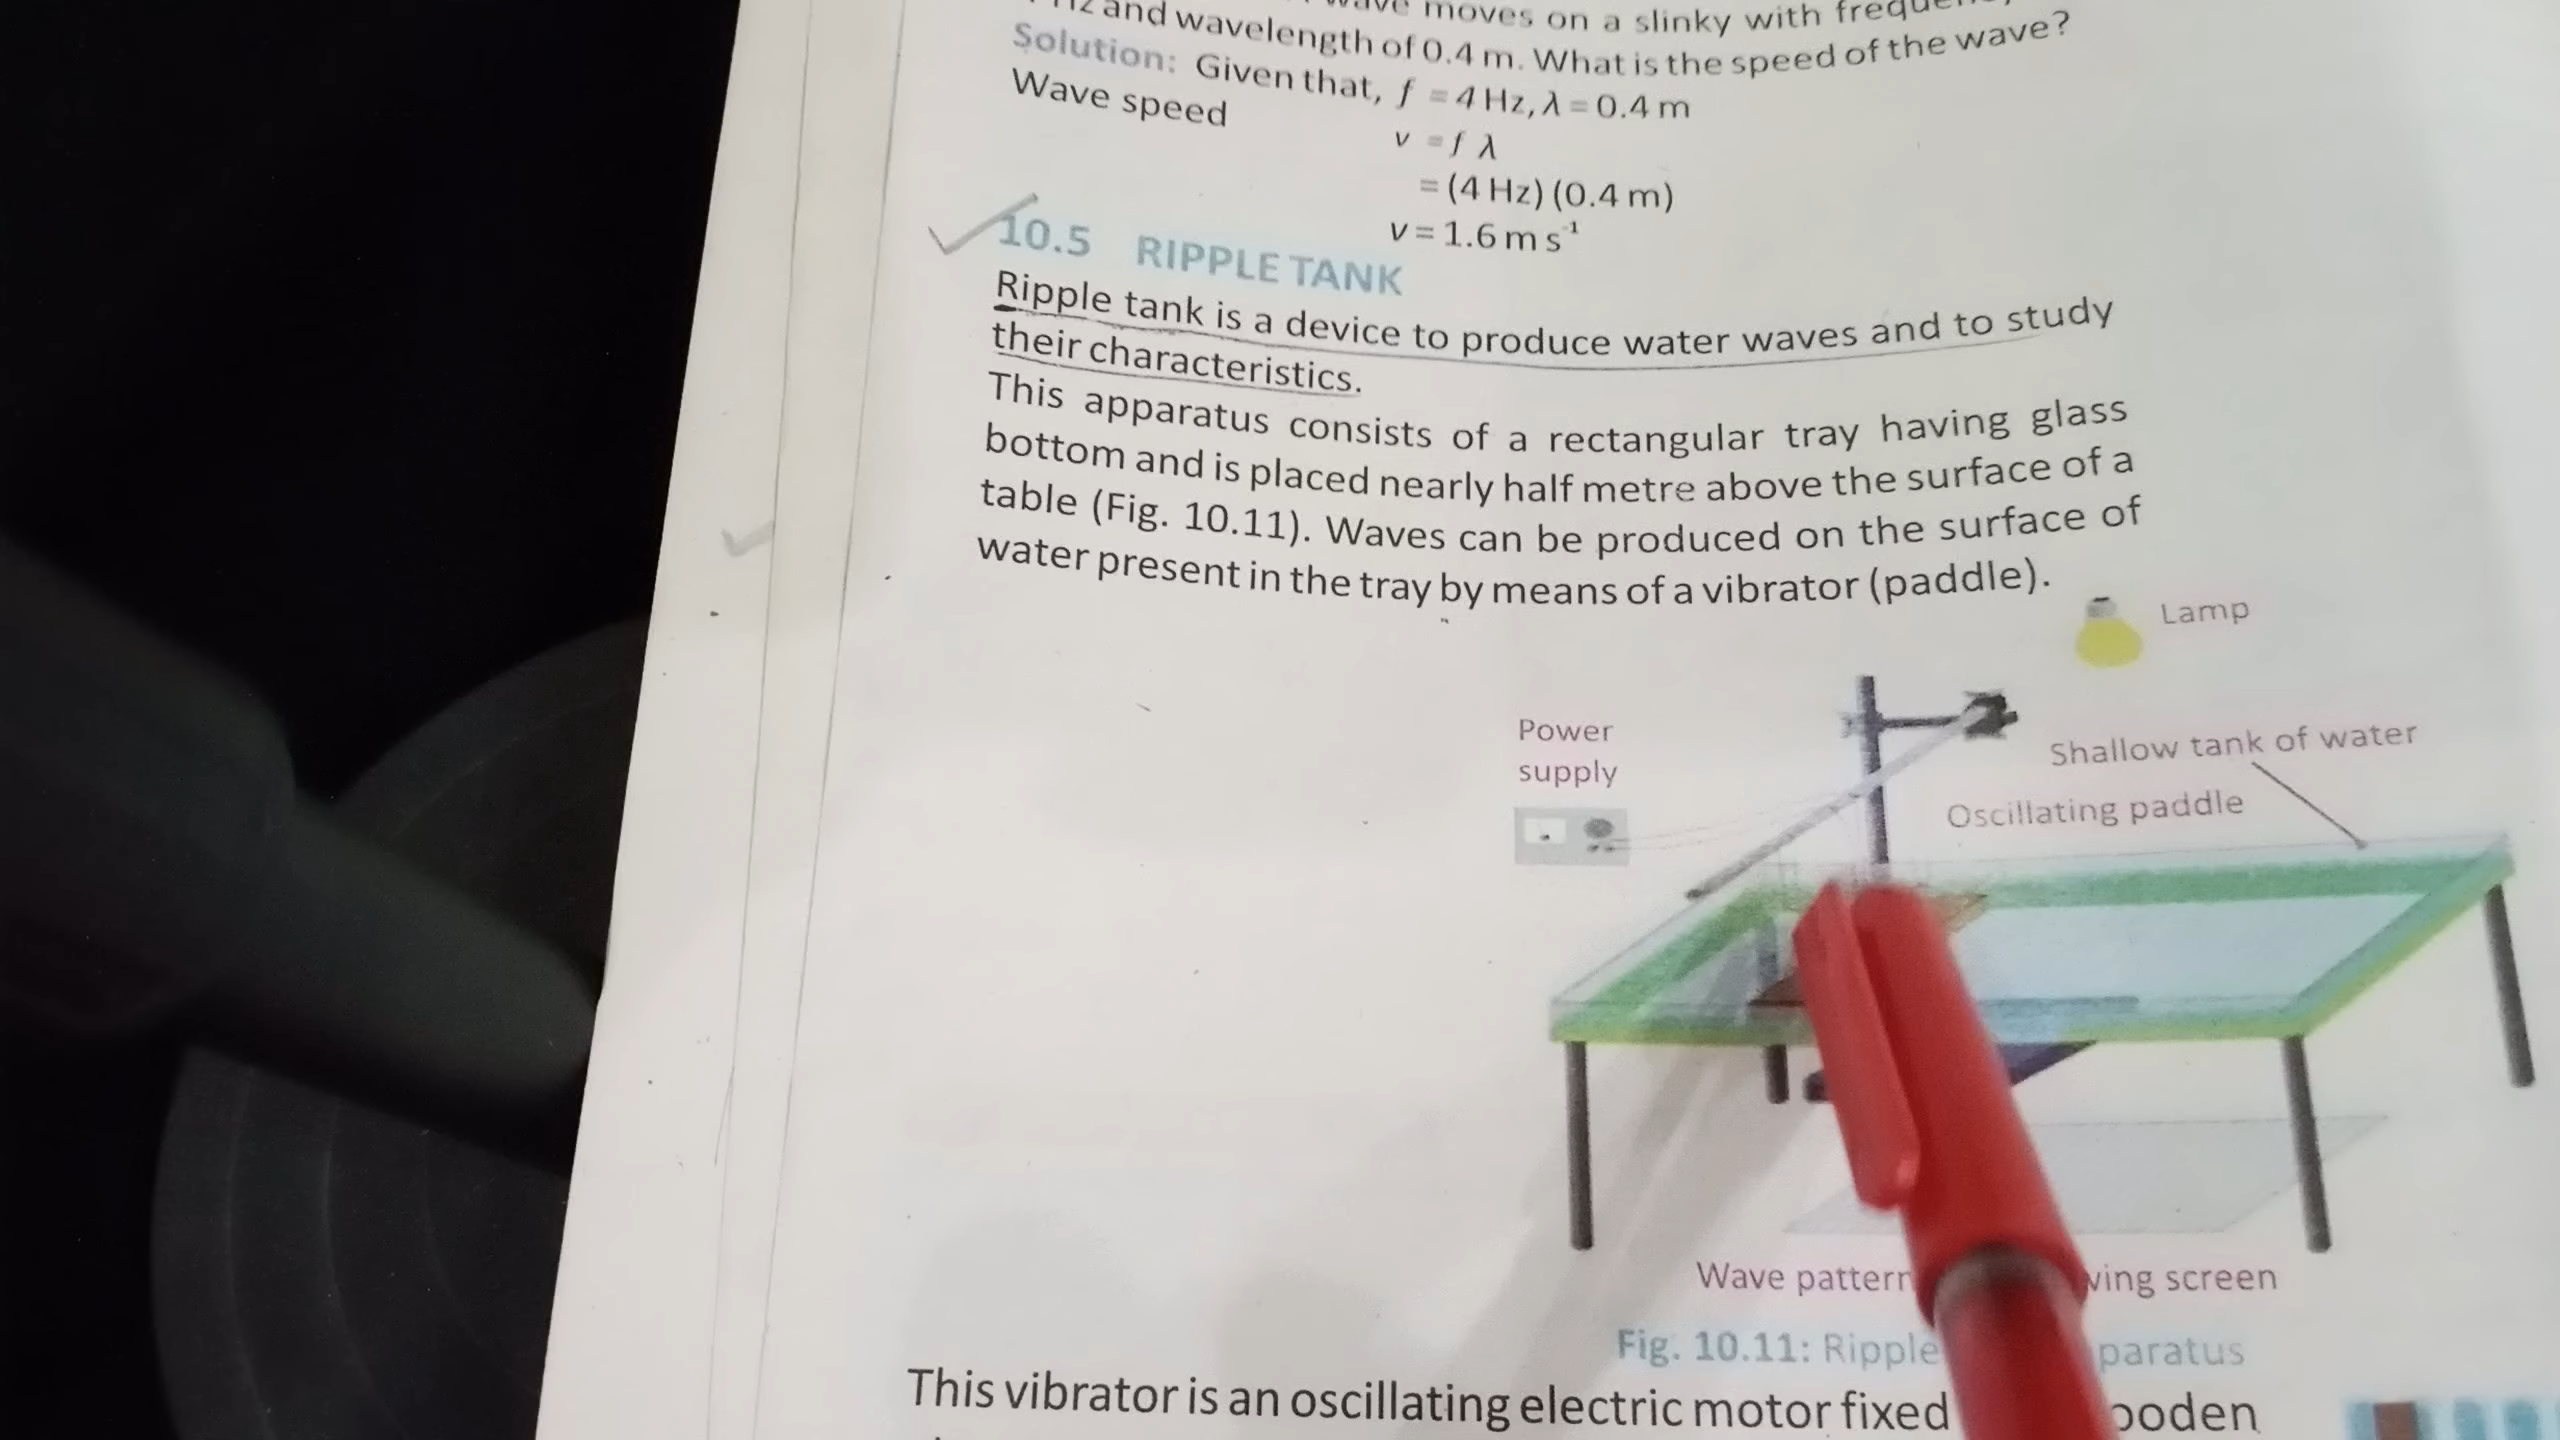 wave moves on a slinky with
Hz and wavelength of 0.4 m. What is the speed of the wave?
Solution: Given that, f = 4 Hz, λ = 0.4 m
Wave speed
v = f λ
= (4 Hz) (0.4 m)
v = 1.6 m s⁻¹
10.5 RIPPLE TANK
Ripple tank is a device to produce water waves and to study
their characteristics.
This apparatus consists of a rectangular tray having glass
bottom and is placed nearly half metre above the surface of a
table (Fig. 10.11). Waves can be produced on the surface of
water present in the tray by means of a vibrator (paddle).
Lamp
Power
supply
Shallow tank of water
Oscillating paddle
Wave pattern screen
Fig. 10.11: Ripple
This vibrator is an oscillating electric motor fixed